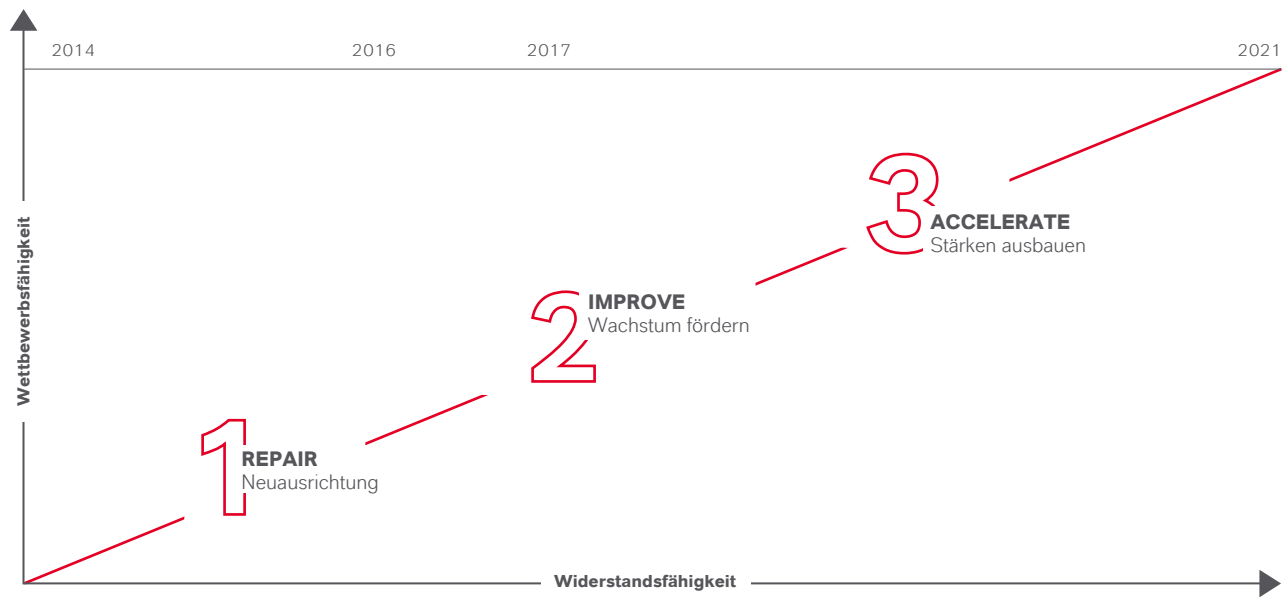 2014 2016 2017 2021
3
ACCELERATE
Stärken ausbauen
Wettbewerbsfähigkeit
2
IMPROVE
Wachstum fördern
1
REPAIR
Neuausrichtung
Widerstandsfähigkeit